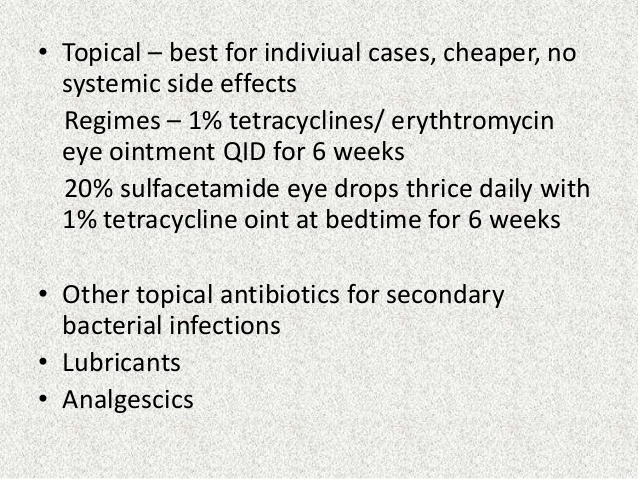 • Topical – best for indiviual cases, cheaper, no
systemic side effects
Regimes – 1% tetracyclines/ erythtromycin
eye ointment QID for 6 weeks
20% sulfacetamide eye drops thrice daily with
1% tetracycline oint at bedtime for 6 weeks
• Other topical antibiotics for secondary
bacterial infections
• Lubricants
• Analgescics